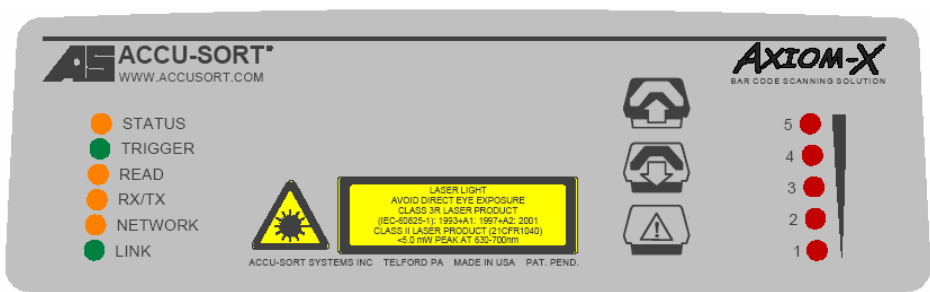 ACCU-SORT
WWW.ACCUSORT.COM
AXIOM-X
BAR CODE SCANNING SOLUTION
STATUS
TRIGGER
READ
RX/TX
NETWORK
LINK
LASER LIGHT
AVOID DIRECT EYE EXPOSURE
CLASS 3R LASER PRODUCT
(IEC-60825-1): 1993+A1: 1997+A2: 2001
CLASS II LASER PRODUCT (21CFR1040)
<5.0 mW PEAK AT 630-700nm
ACCU-SORT SYSTEMS INC TELFORD PA MADE IN USA PAT. PEND.
5
4
3
2
1